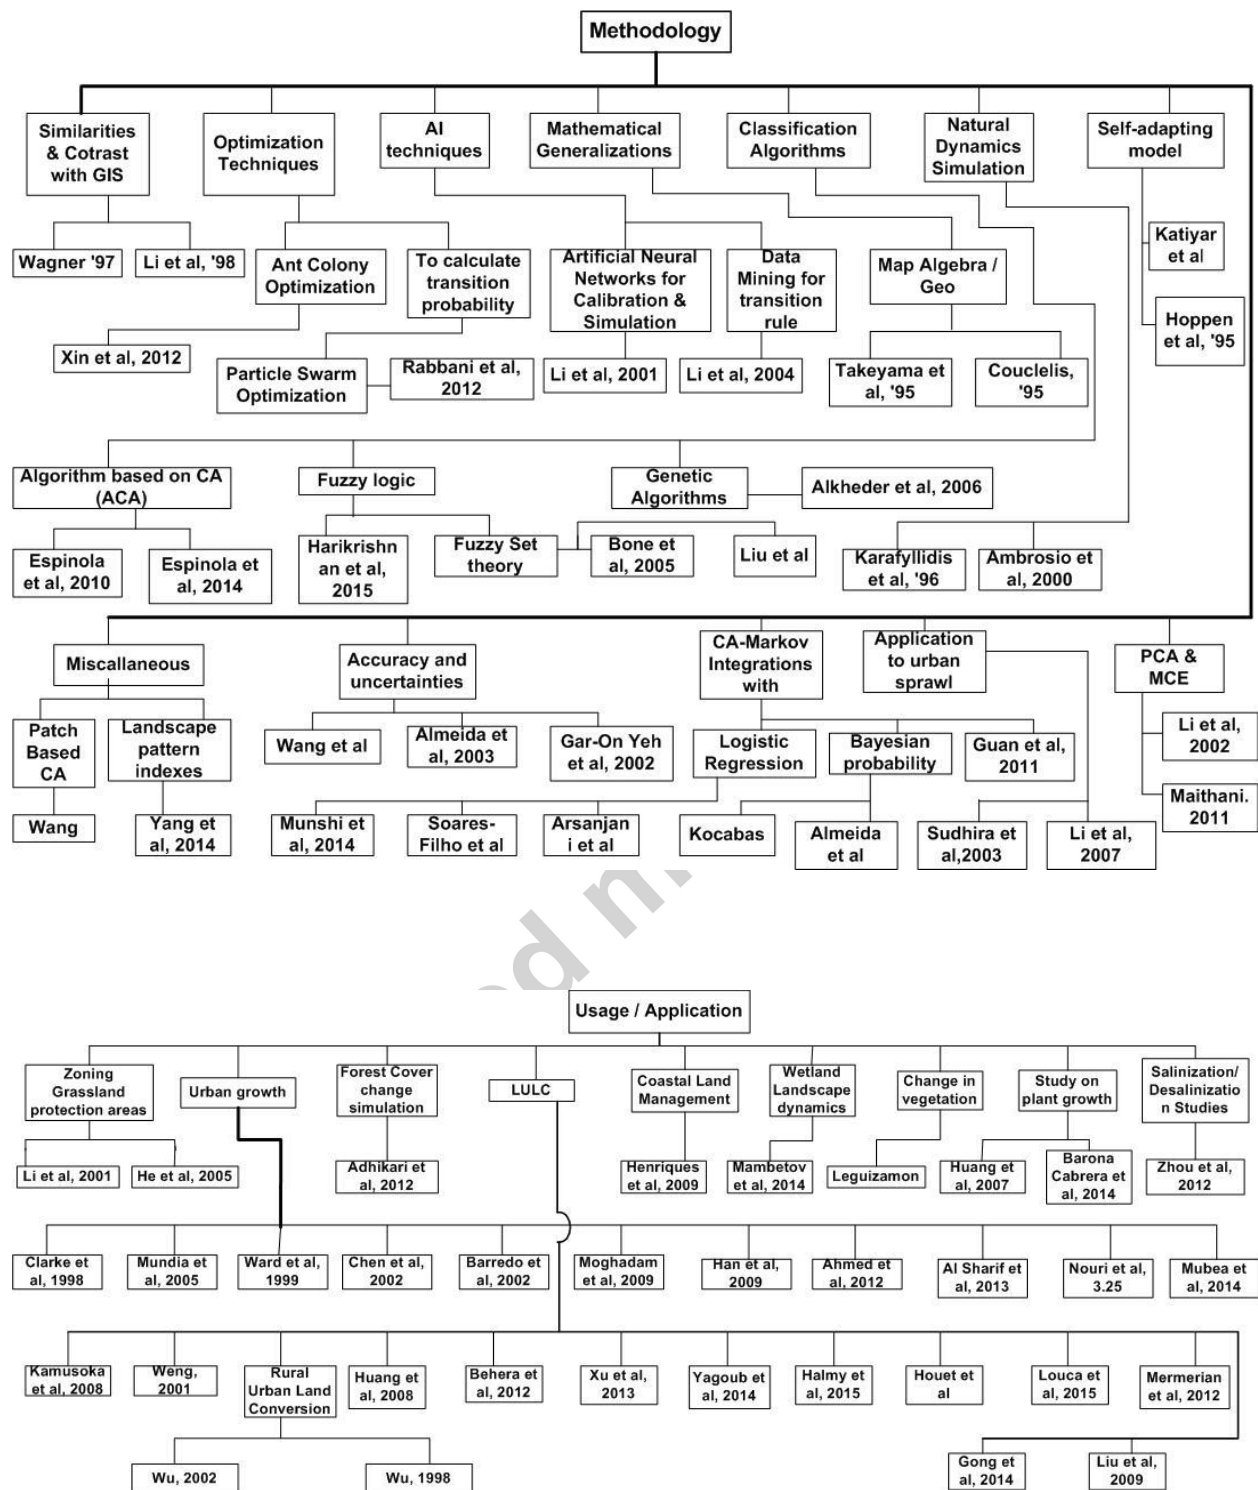 Methodology
Similarities
& Cotrast
with GIS
Optimization
Techniques
AI
techniques
Mathematical
Generalizations
Classification
Algorithms
Natural
Dynamics
Simulation
Self-adapting
model
Wagner '97
Li et al, '98
Ant Colony
Optimization
To calculate
transition
probability
Artificial Neural
Networks for
Calibration &
Simulation
Data
Mining for
transition
rule
Map Algebra /
Geo
Katiyar
et al
Hoppen
et al, '95
Xin et al, 2012
Particle Swarm
Optimization
Rabbani et al,
2012
Li et al, 2001
Li et al, 2004
Takeyama et
al, '95
Couclelis,
'95
Algorithm based on CA
(ACA)
Fuzzy logic
Genetic
Algorithms
Alkheder et al, 2006
Espinola
et al, 2010
Espinola et
al, 2014
Harikrishn
an et al,
2015
Fuzzy Set
theory
Bone et
al, 2005
Liu et al
Karafyllidis
et al, '96
Ambrosio et
al, 2000
Miscallaneous
Accuracy and
uncertainties
CA-Markov
Integrations
with
Application
to urban
sprawl
PCA &
MCE
Patch
Based
CA
Landscape
pattern
indexes
Wang et al
Almeida et
al, 2003
Gar-On Yeh
et al, 2002
Logistic
Regression
Bayesian
probability
Guan et al,
2011
Li et al,
2002
Maithani.
2011
Wang
Yang et
al, 2014
Munshi et
al, 2014
Soares-
Filho et al
Arsanjan
i et al
Kocabas
Almeida
et al
Sudhira et
al,2003
Li et al,
2007
Usage / Application
Zoning
Grassland
protection areas
Urban growth
Forest Cover
change
simulation
LULC
Coastal Land
Management
Wetland
Landscape
dynamics
Change in
vegetation
Study on
plant growth
Salinization/
Desalinizatio
n Studies
Li et al, 2001
He et al, 2005
Adhikari et
al, 2012
Henriques
et al, 2009
Mambetov
et al, 2014
Leguizamon
Huang et
al, 2007
Barona
Cabrera et
al, 2014
Zhou et al,
2012
Clarke et
al, 1998
Mundia et
al, 2005
Ward et al,
1999
Chen et al,
2002
Barredo et
al, 2002
Moghadam
et al, 2009
Han et al,
2009
Ahmed et
al, 2012
Al Sharif et
al, 2013
Nouri et al,
3.25
Mubea et
al, 2014
Kamusoka
et al, 2008
Weng,
2001
Rural
Urban Land
Conversion
Huang et
al, 2008
Behera et
al, 2012
Xu et al,
2013
Yagoub et
al, 2014
Halmy et
al, 2015
Houet et
al
Louca et
al, 2015
Mermerian
et al, 2012
Wu, 2002
Wu, 1998
Gong et
al, 2014
Liu et al,
2009